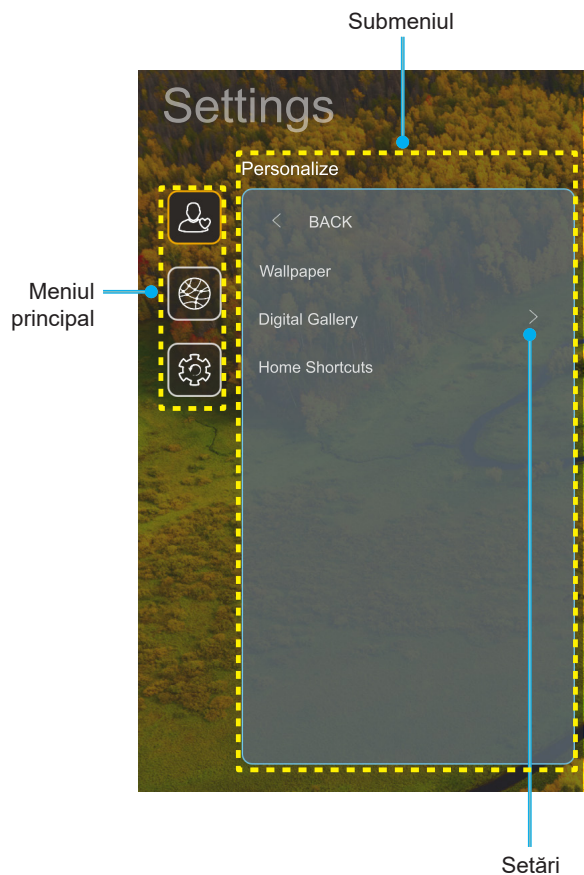 Submeniul
Settings
Personalize
BACK
Wallpaper
Meniul
principal
Digital Gallery
Home Shortcuts
Setări